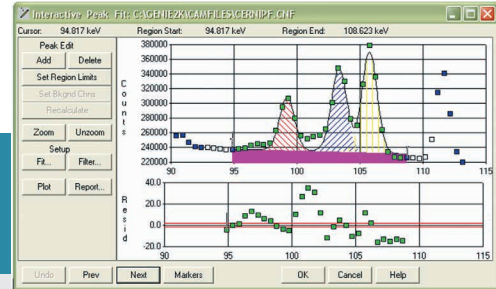 Interactive Peak Fit: C:\GENIE2K\CAMFILES\CERNIPF.CNF
Cursor: 94.817 keV Region Start: 94.817 keV Region End: 108.623 keV
Peak Edit
Add Delete
Set Region Limits
Set Bkgnd Chns
Recalculate
Zoom Unzoom
Setup
Fit... Filter...
Plot Report...
Counts
380000
360000
340000
320000
300000
280000
260000
240000
220000
90 95 100 105 110 115
Resid
40.0
20.0
0.0
-20.0
90 95 100 105 110 115
Undo Prev Next Markers OK Cancel Help